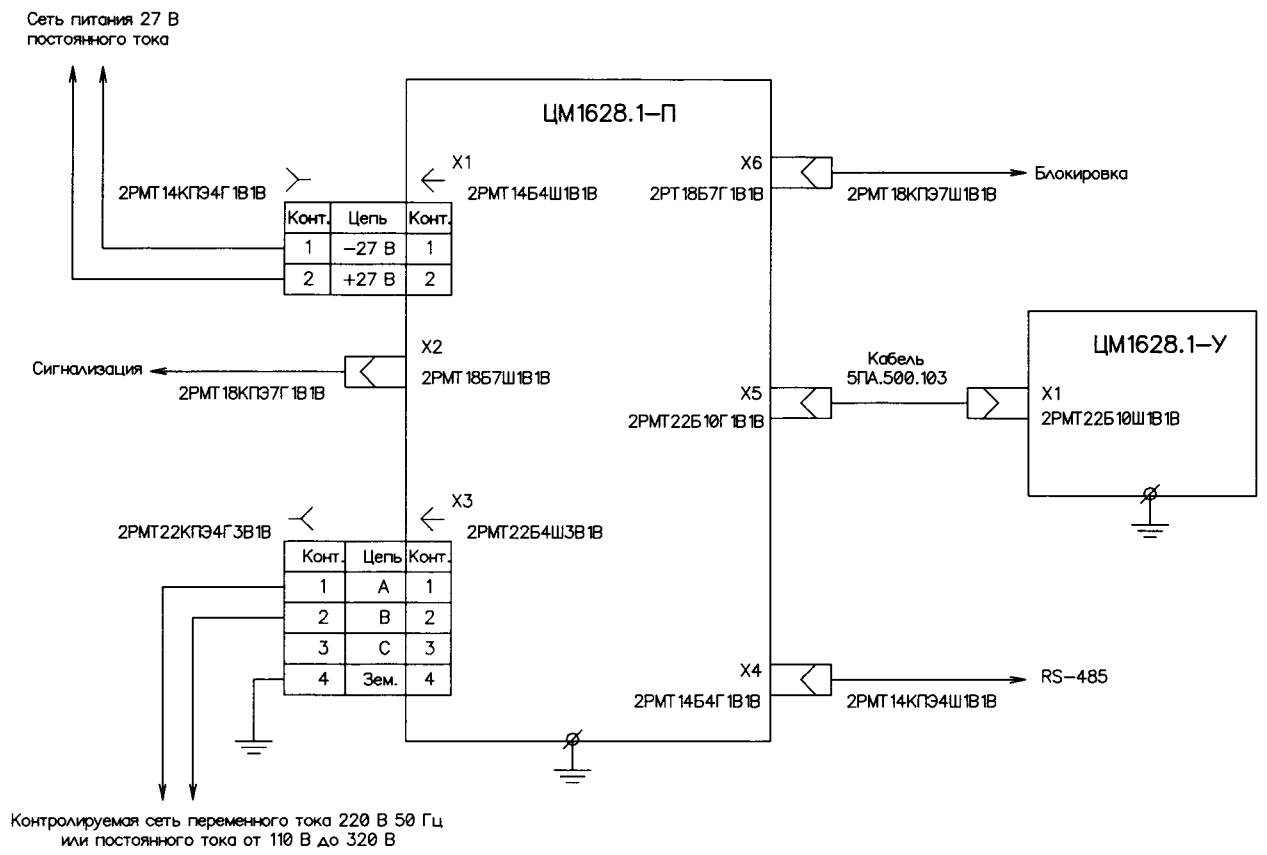 Сеть питания 27 В
постоянного тока
ЦМ1628.1–П
X1
2РМТ14КПЭ4Г1В1В
2РМТ14Б4Ш1В1В
Конт. Цепь Конт.
1 –27 В 1
2 +27 В 2
X6
2РТ18Б7Г1В1В
2РМТ18КПЭ7Ш1В1В
Блокировка
X2
Сигнализация
2РМТ18КПЭ7Г1В1В
2РМТ18Б7Ш1В1В
Кабель
5ПА.500.103
X5
2РМТ22Б10Г1В1В
ЦМ1628.1–У
X1
2РМТ22Б10Ш1В1В
X3
2РМТ22КПЭ4Г3В1В
2РМТ22Б4Ш3В1В
Конт. Цепь Конт.
1 А 1
2 В 2
3 С 3
4 Зем. 4
X4
2РМТ14Б4Г1В1В
2РМТ14КПЭ4Ш1В1В
RS–485
Контролируемая сеть переменного тока 220 В 50 Гц
или постоянного тока от 110 В до 320 В